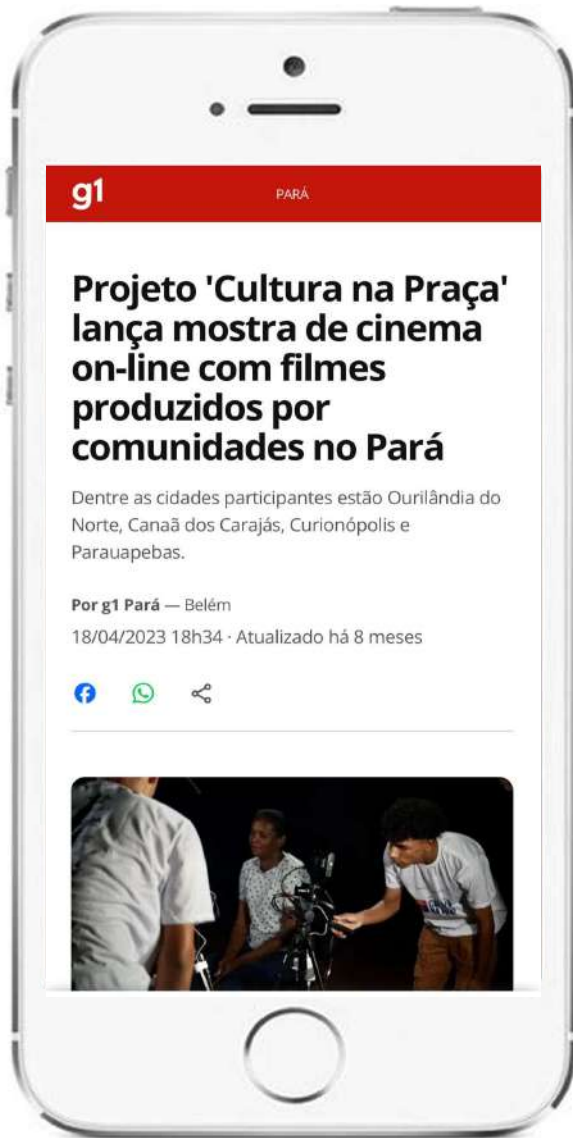 g1
PARÁ
Projeto 'Cultura na Praça'
lança mostra de cinema
on-line com filmes
produzidos por
comunidades no Pará
Dentre as cidades participantes estão Ourilândia do
Norte, Canaã dos Carajás, Curionópolis e
Parauapebas.
Por g1 Pará — Belém
18/04/2023 18h34 · Atualizado há 8 meses